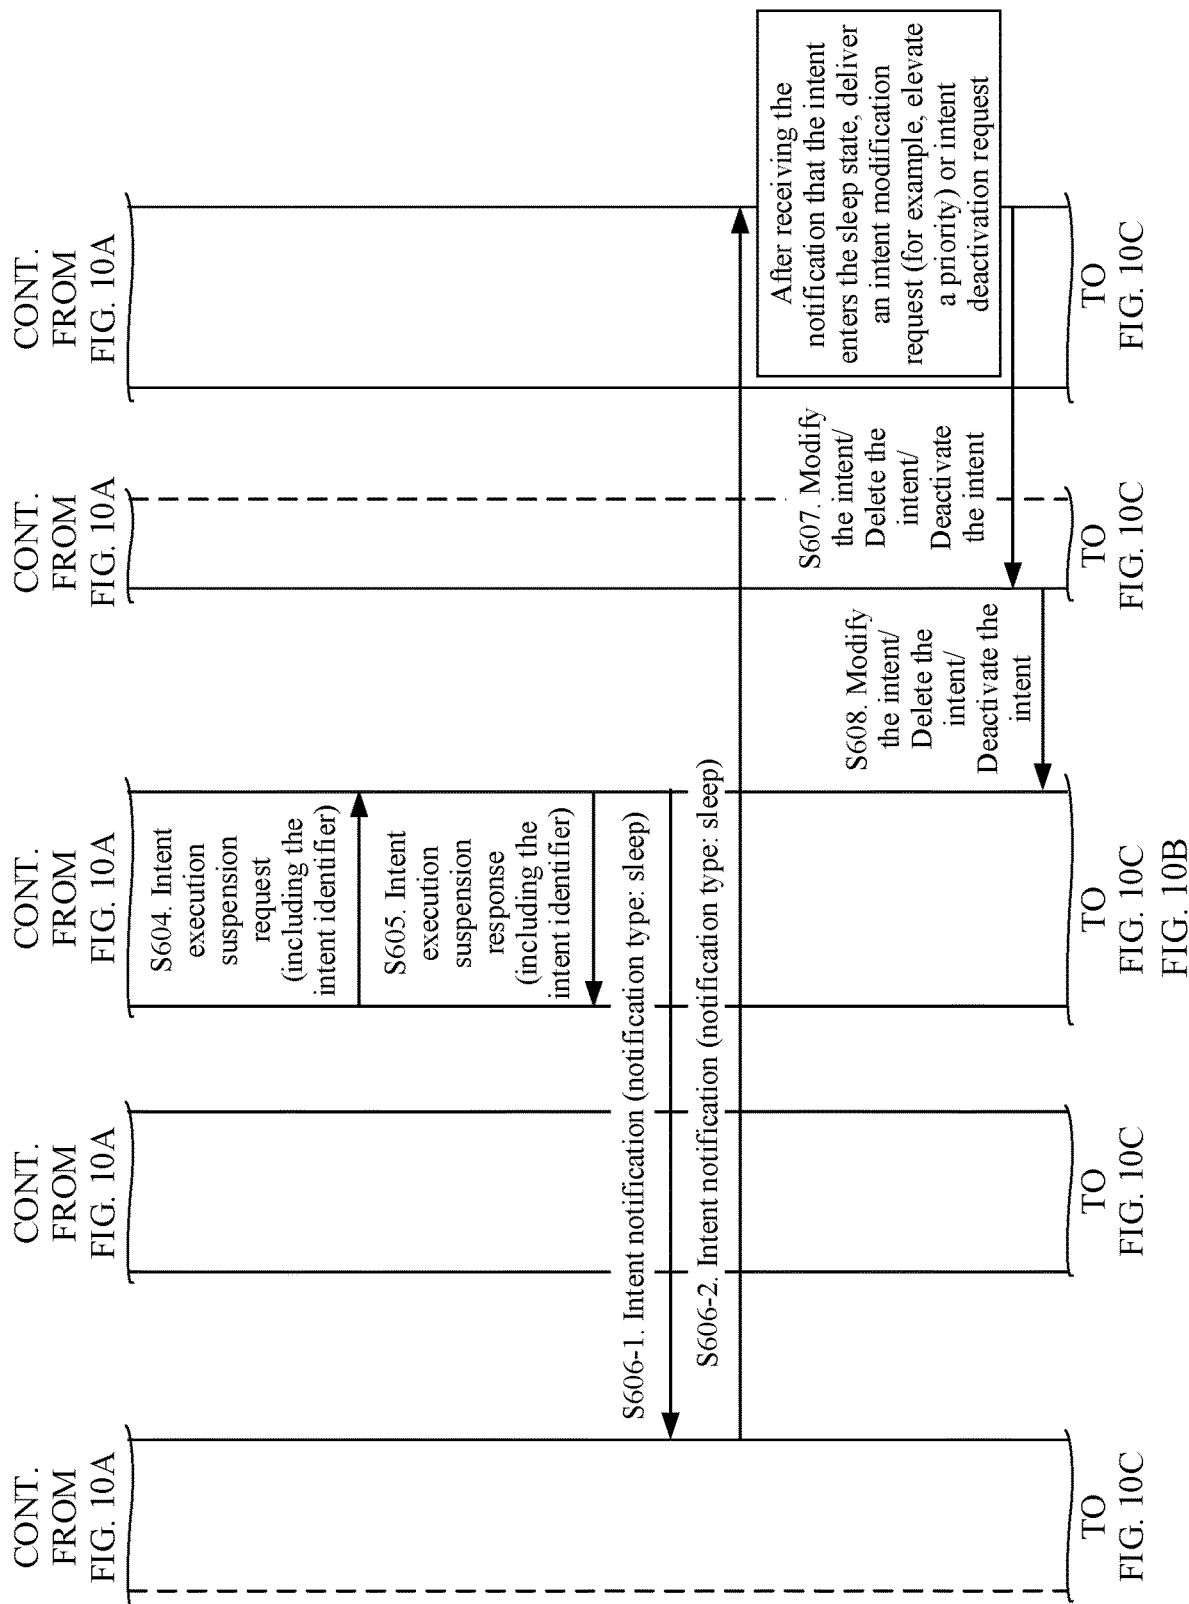 CONT.
FROM
FIG. 10A
CONT.
FROM
FIG. 10A
CONT.
FROM
FIG. 10A
CONT.
FROM
FIG. 10A
CONT.
FROM
FIG. 10A
S604. Intent
execution
suspension
request
(including the
intent identifier)
S605. Intent
execution
suspension
response
(including the
intent identifier)
S606-1. Intent notification (notification type: sleep)
S606-2. Intent notification (notification type: sleep)
After receiving the
notification that the intent
enters the sleep state, deliver
an intent modification
request (for example, elevate
a priority) or intent
deactivation request
S607. Modify
the intent/
Delete the
intent/
Deactivate
the intent
S608. Modify
the intent/
Delete the
intent/
Deactivate the
intent
TO
FIG. 10C
TO
FIG. 10C
TO
FIG. 10C
TO
FIG. 10C
TO
FIG. 10C
FIG. 10B